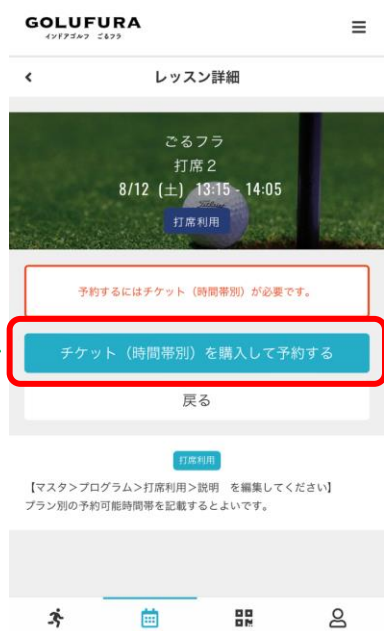 GOLUFURA
インドアゴルフ ごるフラ
レッスン詳細
ごるフラ
打席２
8/12 (土) 13:15 - 14:05
打席利用
予約するにはチケット（時間帯別）が必要です。
チケット（時間帯別）を購入して予約する
戻る
打席利用
【マスタ>プログラム>打席利用>説明　を編集してください】
プラン別の予約可能時間帯を記載するとよいです。